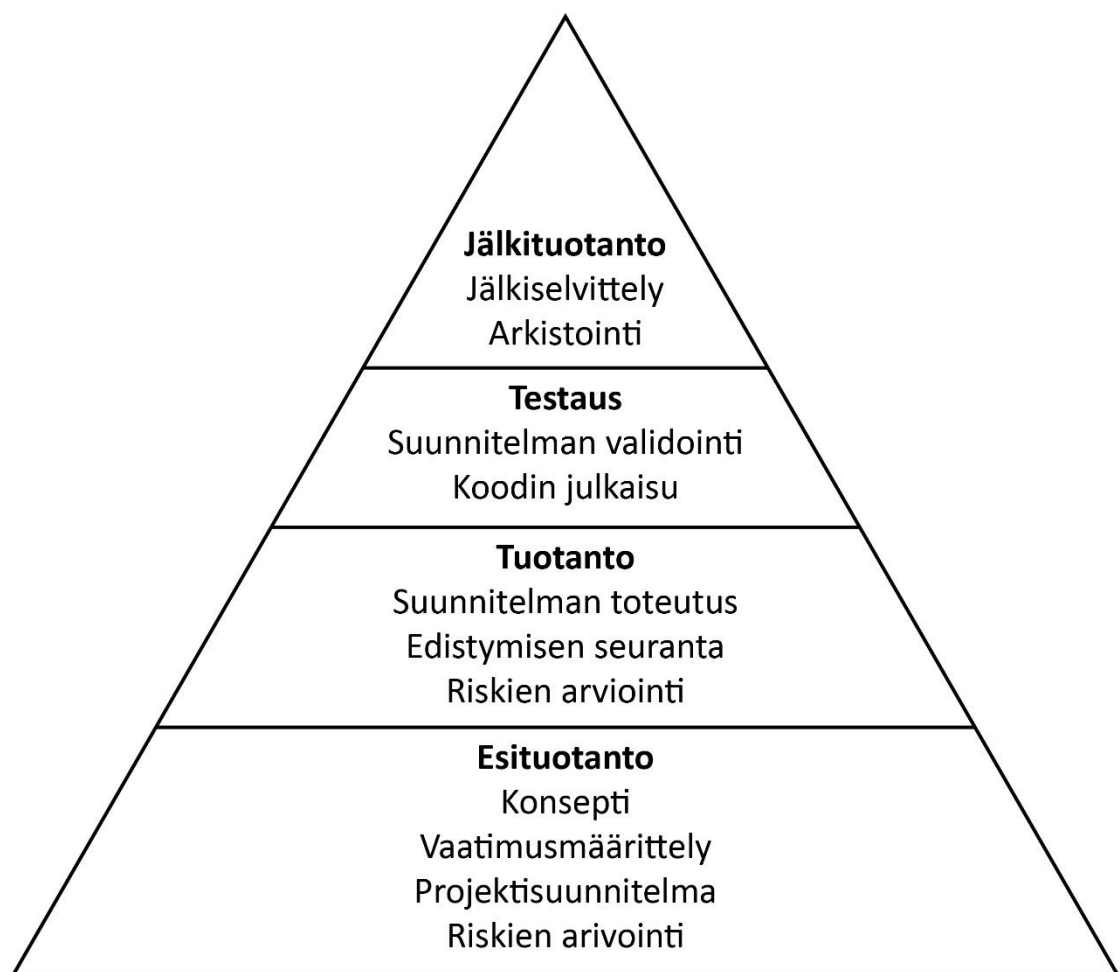 Jälkituotanto
Jälkiselvittely
Arkistointi
Testaus
Suunnitelman validointi
Koodin julkaisu
Tuotanto
Suunnitelman toteutus
Edistymisen seuranta
Riskien arviointi
Esituotanto
Konsepti
Vaatimusmäärittely
Projektisuunnitelma
Riskien arivointi